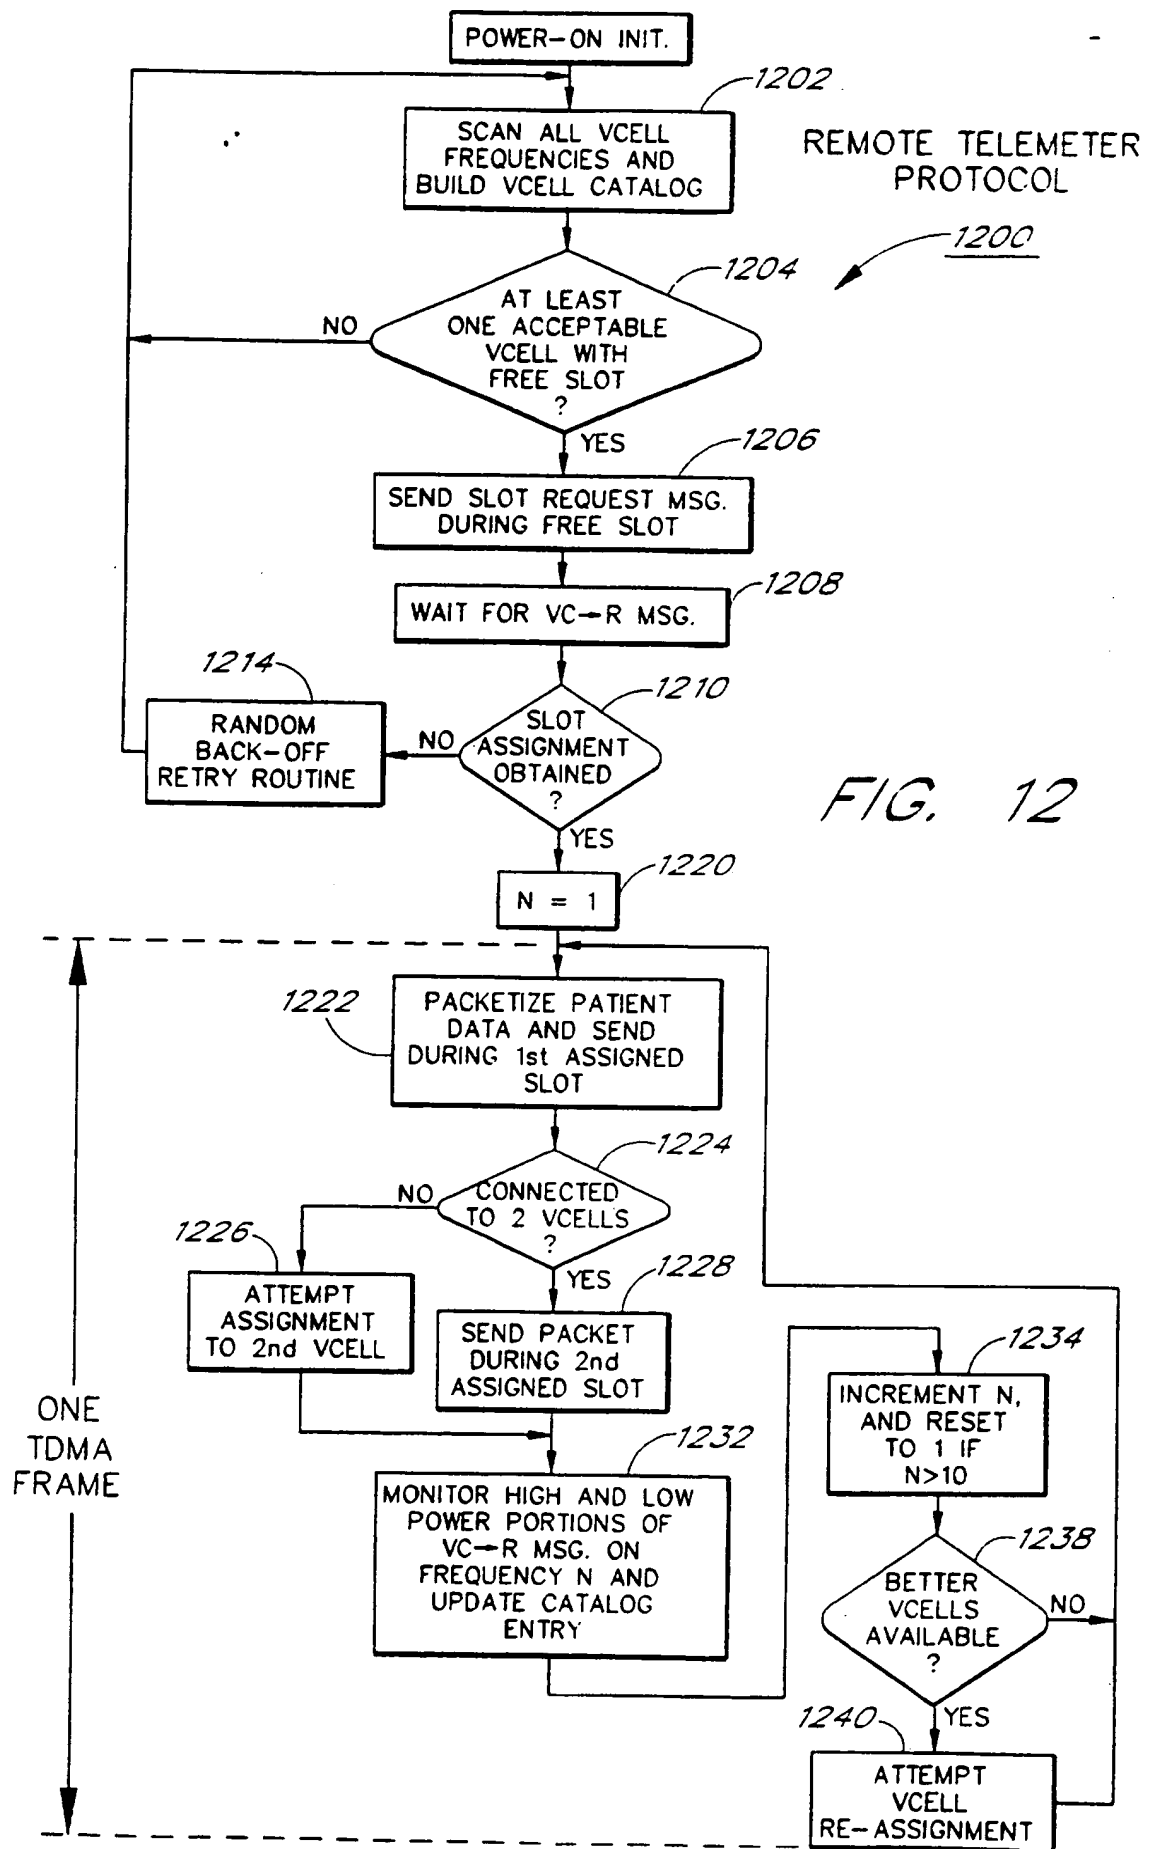 POWER-ON INIT.
1202
SCAN ALL VCELL
FREQUENCIES AND
BUILD VCELL CATALOG
REMOTE TELEMETER
PROTOCOL
1200
1204
AT LEAST
ONE ACCEPTABLE
VCELL WITH
FREE SLOT
?
NO
YES
1206
SEND SLOT REQUEST MSG.
DURING FREE SLOT
1208
WAIT FOR VC→R MSG.
1214
RANDOM
BACK-OFF
RETRY ROUTINE
1210
SLOT
ASSIGNMENT
OBTAINED
?
NO
YES
FIG. 12
1220
N = 1
1222
PACKETIZE PATIENT
DATA AND SEND
DURING 1st ASSIGNED
SLOT
1224
CONNECTED
TO 2 VCELLS
?
NO
YES
1226
ATTEMPT
ASSIGNMENT
TO 2nd VCELL
1228
SEND PACKET
DURING 2nd
ASSIGNED SLOT
ONE
TDMA
FRAME
1232
MONITOR HIGH AND LOW
POWER PORTIONS OF
VC→R MSG. ON
FREQUENCY N AND
UPDATE CATALOG
ENTRY
1234
INCREMENT N,
AND RESET
TO 1 IF
N>10
1238
BETTER
VCELLS
AVAILABLE
?
NO
YES
1240
ATTEMPT
VCELL
RE-ASSIGNMENT